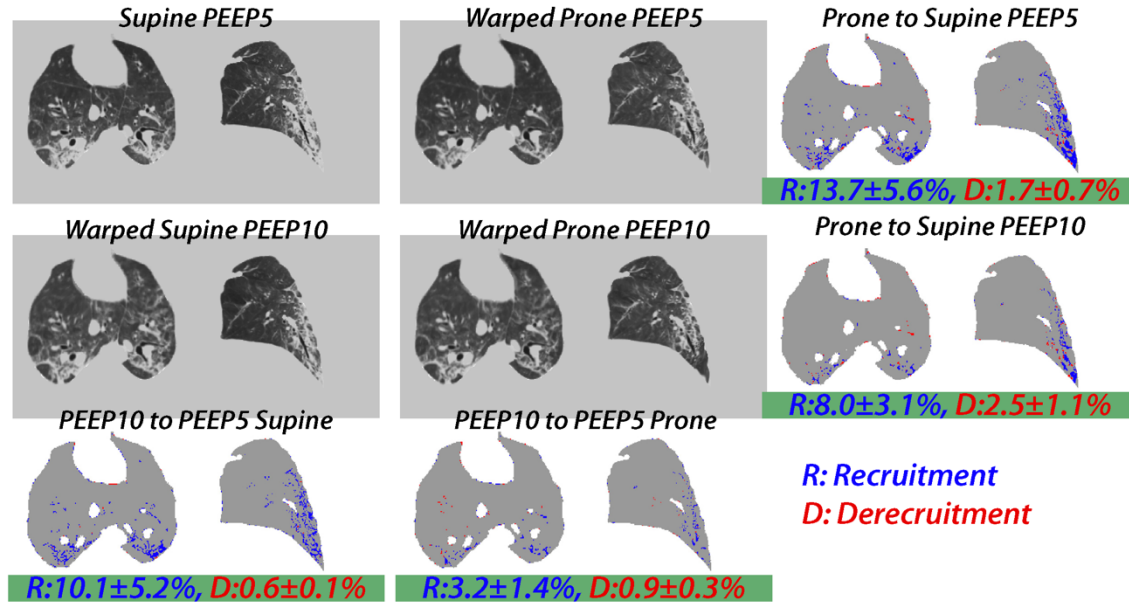 Supine PEEP5
Warped Prone PEEP5
Prone to Supine PEEP5
R:13.7±5.6%, D:1.7±0.7%
Warped Supine PEEP10
Warped Prone PEEP10
Prone to Supine PEEP10
R:8.0±3.1%, D:2.5±1.1%
PEEP10 to PEEP5 Supine
PEEP10 to PEEP5 Prone
R: Recruitment
D: Derecruitment
R:10.1±5.2%, D:0.6±0.1%
R:3.2±1.4%, D:0.9±0.3%